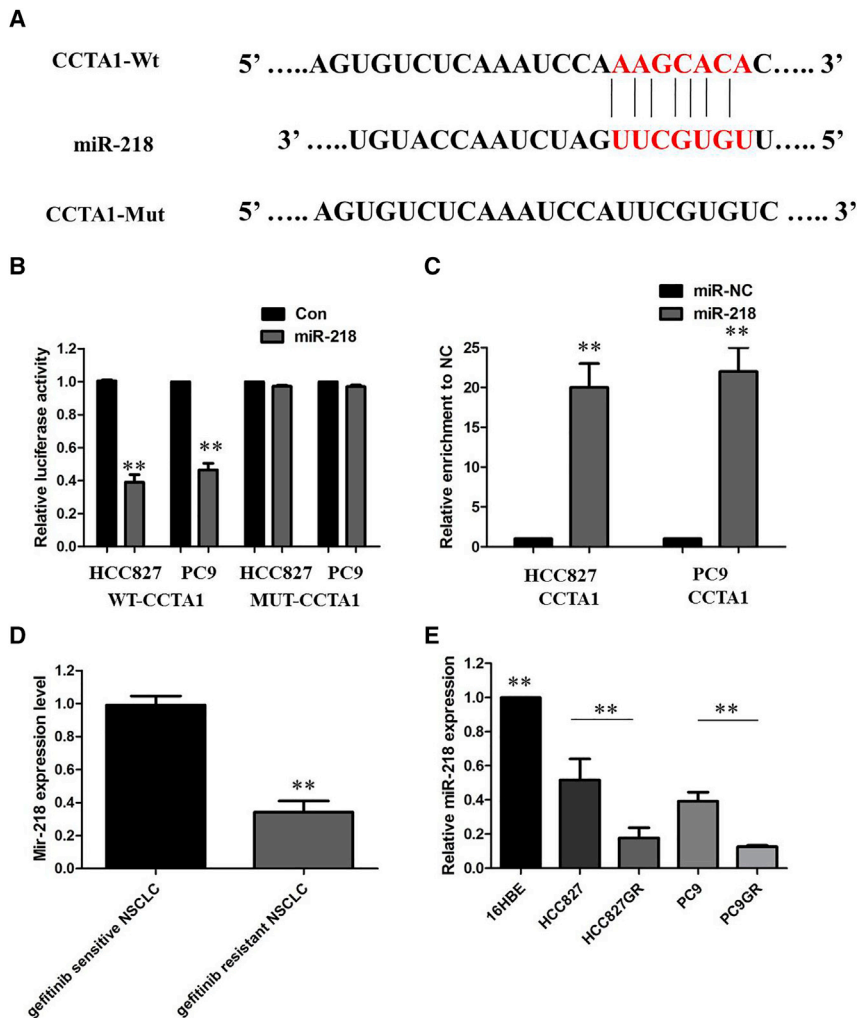 A
CCTA1-Wt 5’ …..AGUGUCUCAAAUCCAAAGCACAC….. 3’
miR-218 3’ …..UGUACCAAUCUAGUUCGUGUU….. 5’
CCTA1-Mut 5’ ….. AGUGUCUCAAAUCCAUUCGUGUC ….. 3’
B
Con
miR-218
Relative luciferase activity
1.2
1.0
0.8
0.6
0.4
0.2
0.0
** **
HCC827 PC9 HCC827 PC9
WT-CCTA1 MUT-CCTA1
C
miR-NC
miR-218
Relative enrichment to NC
25
20
15
10
5
0
** **
HCC827 PC9
CCTA1 CCTA1
D
Mir-218 expression level
1.2
1.0
0.8
0.6
0.4
0.2
0.0
**
gefitinib sensitive NSCLC
gefitinib resistant NSCLC
E
Relative miR-218 expression
1.2
1.0
0.8
0.6
0.4
0.2
0.0
** ** **
16HBE
HCC827
HCC827GR
PC9
PC9GR